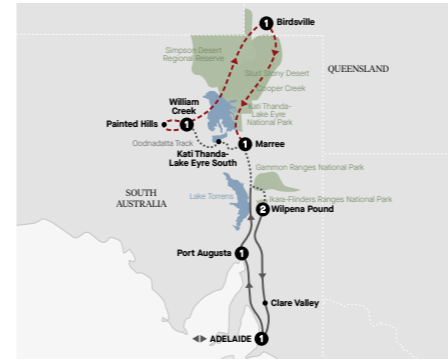 1 Birdsville
Simpson Desert
Regional Reserve
Sturt Stony Desert
QUEENSLAND
Cooper Creek
William
Creek
Kati Thanda-
Lake Eyre
National Park
Painted Hills
1
Oodnadatta Track
1 Marree
Kati Thanda-
Lake Eyre South
Gammon Ranges National Park
SOUTH
AUSTRALIA
Lake Torrens
Ikara-Flinders Ranges National Park
2 Wilpena Pound
Port Augusta 1
Clare Valley
ADELAIDE 1